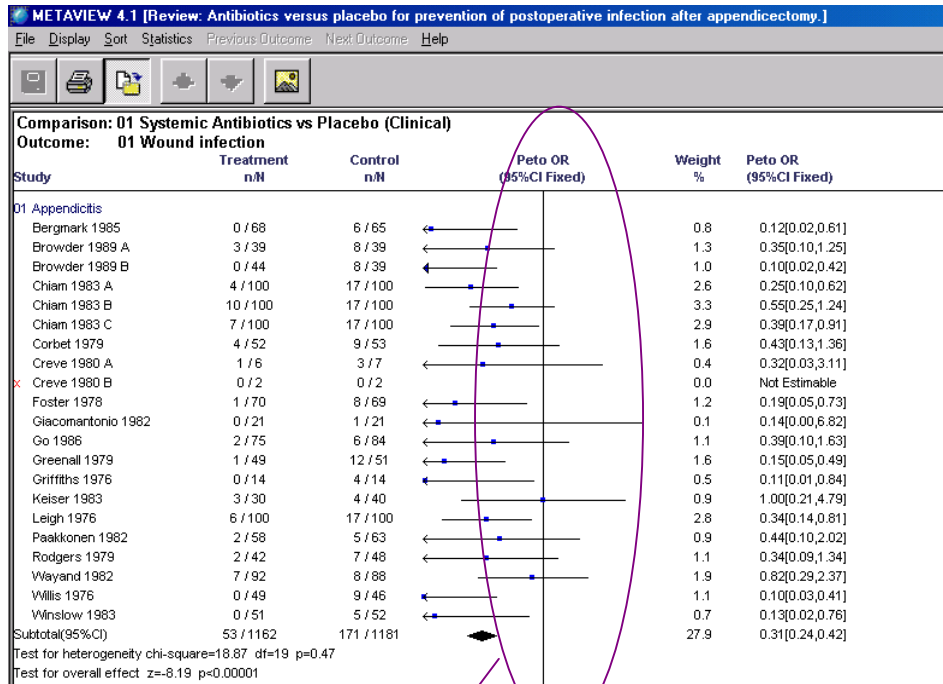 METAVIEW 4.1 [Review: Antibiotics versus placebo for prevention of postoperative infection after appendicectomy.]
File Display Sort Statistics Previous Outcome Next Outcome Help
Comparison: 01 Systemic Antibiotics vs Placebo (Clinical)
Outcome: 01 Wound infection
Treatment Control Peto OR Weight Peto OR
Study n/N n/N (95%CI Fixed) % (95%CI Fixed)
01 Appendicitis
Bergmark 1985 0 / 68 6 / 65 0.8 0.12[0.02,0.61]
Browder 1989 A 3 / 39 8 / 39 1.3 0.35[0.10,1.25]
Browder 1989 B 0 / 44 8 / 39 1.0 0.10[0.02,0.42]
Chiam 1983 A 4 / 100 17 / 100 2.6 0.25[0.10,0.62]
Chiam 1983 B 10 / 100 17 / 100 3.3 0.55[0.25,1.24]
Chiam 1983 C 7 / 100 17 / 100 2.9 0.39[0.17,0.91]
Corbet 1979 4 / 52 9 / 53 1.6 0.43[0.13,1.36]
Creve 1980 A 1 / 6 3 / 7 0.4 0.32[0.03,3.11]
x Creve 1980 B 0 / 2 0 / 2 0.0 Not Estimable
Foster 1978 1 / 70 8 / 69 1.2 0.19[0.05,0.73]
Giacomantonio 1982 0 / 21 1 / 21 0.1 0.14[0.00,6.82]
Go 1986 2 / 75 6 / 84 1.1 0.39[0.10,1.63]
Greenall 1979 1 / 49 12 / 51 1.6 0.15[0.05,0.49]
Griffiths 1976 0 / 14 4 / 14 0.5 0.11[0.01,0.84]
Keiser 1983 3 / 30 4 / 40 0.9 1.00[0.21,4.79]
Leigh 1976 6 / 100 17 / 100 2.8 0.34[0.14,0.81]
Paakkonen 1982 2 / 58 5 / 63 0.9 0.44[0.10,2.02]
Rodgers 1979 2 / 42 7 / 48 1.1 0.34[0.09,1.34]
Wayand 1982 7 / 92 8 / 88 1.9 0.82[0.29,2.37]
Willis 1976 0 / 49 9 / 46 1.1 0.10[0.03,0.41]
Winslow 1983 0 / 51 5 / 52 0.7 0.13[0.02,0.76]
Subtotal(95%CI) 53 / 1162 171 / 1181 27.9 0.31[0.24,0.42]
Test for heterogeneity chi-square=18.87 df=19 p=0.47
Test for overall effect z=-8.19 p<0.00001